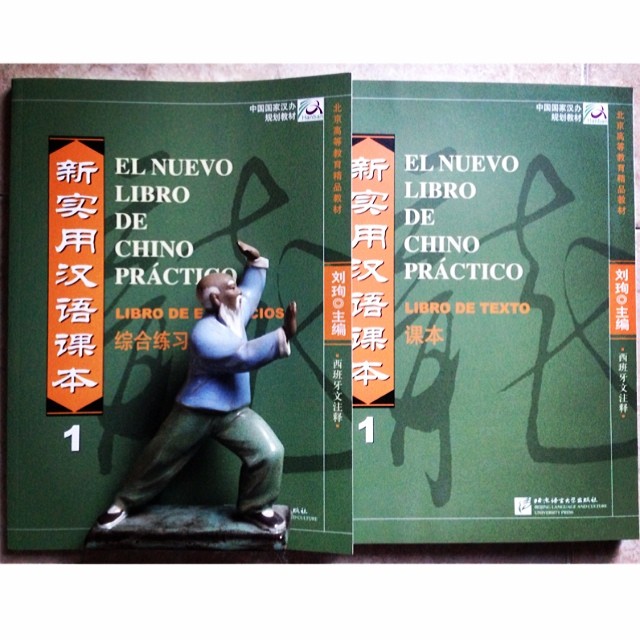 中国国家汉办
规划教材
北京高等教育精品教材
新实用汉语课本
EL NUEVO
LIBRO
DE
CHINO
PRÁCTICO
LIBRO DE EJERCICIOS
综合练习
刘珣◎主编
·西班牙文注释·
1
中国国家汉办
规划教材
北京高等教育精品教材
新实用汉语课本
EL NUEVO
LIBRO
DE
CHINO
PRÁCTICO
LIBRO DE TEXTO
课本
刘珣◎主编
·西班牙文注释·
1
北京语言大学出版社
BEIJING LANGUAGE AND CULTURE
UNIVERSITY PRESS